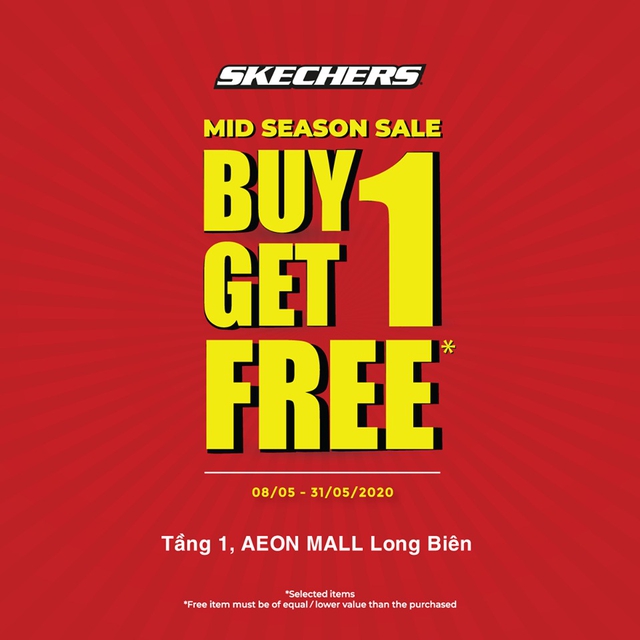 SKECHERS
MID SEASON SALE
BUY 1
GET
FREE*
08/05 - 31/05/2020
Tầng 1, AEON MALL Long Biên
*Selected items
*Free item must be of equal/lower value than the purchased